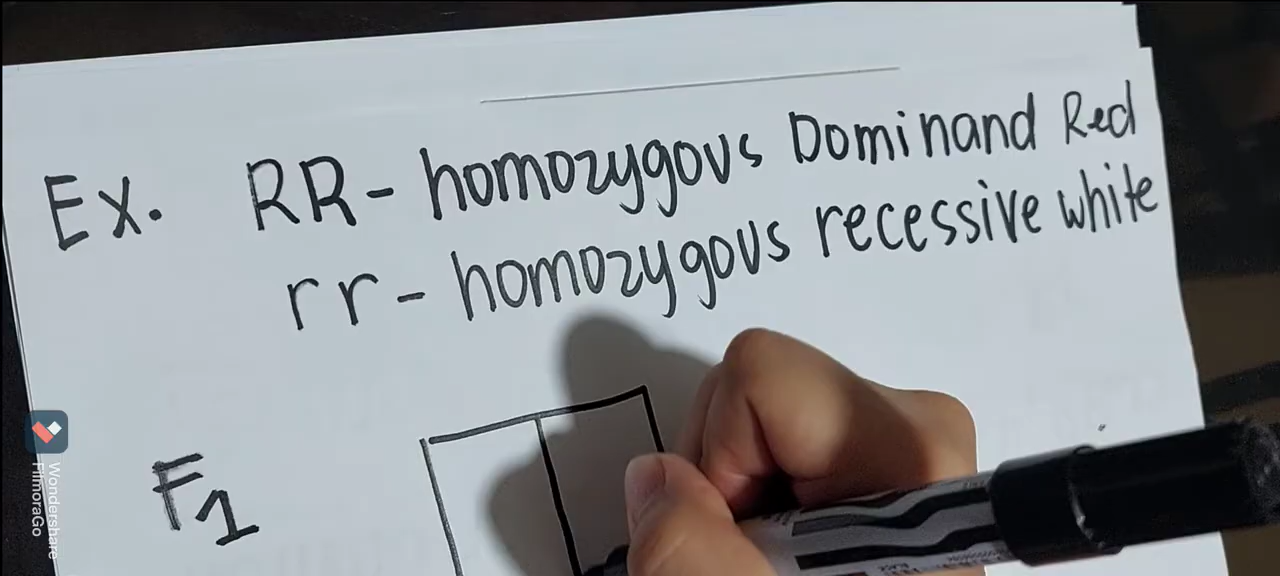 Ex. RR- homozygous Dominand Red
rr- homozygous recessive white
F1
Wondershare
FilmoraGo